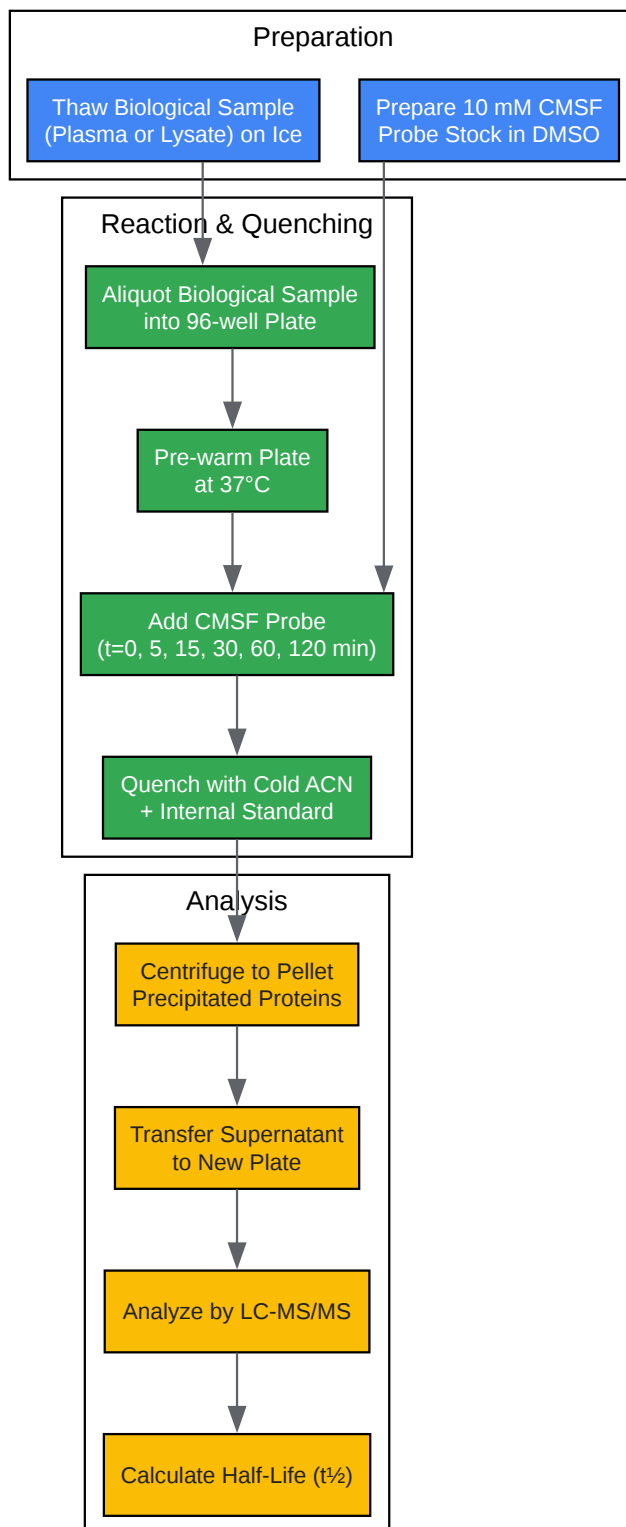 Preparation
Thaw Biological Sample
(Plasma or Lysate) on Ice
Prepare 10 mM CMSF
Probe Stock in DMSO
Reaction & Quenching
Aliquot Biological Sample
into 96-well Plate
Pre-warm Plate
at 37°C
Add CMSF Probe
(t=0, 5, 15, 30, 60, 120 min)
Quench with Cold ACN
+ Internal Standard
Analysis
Centrifuge to Pellet
Precipitated Proteins
Transfer Supernatant
to New Plate
Analyze by LC-MS/MS
Calculate Half-Life (t½)